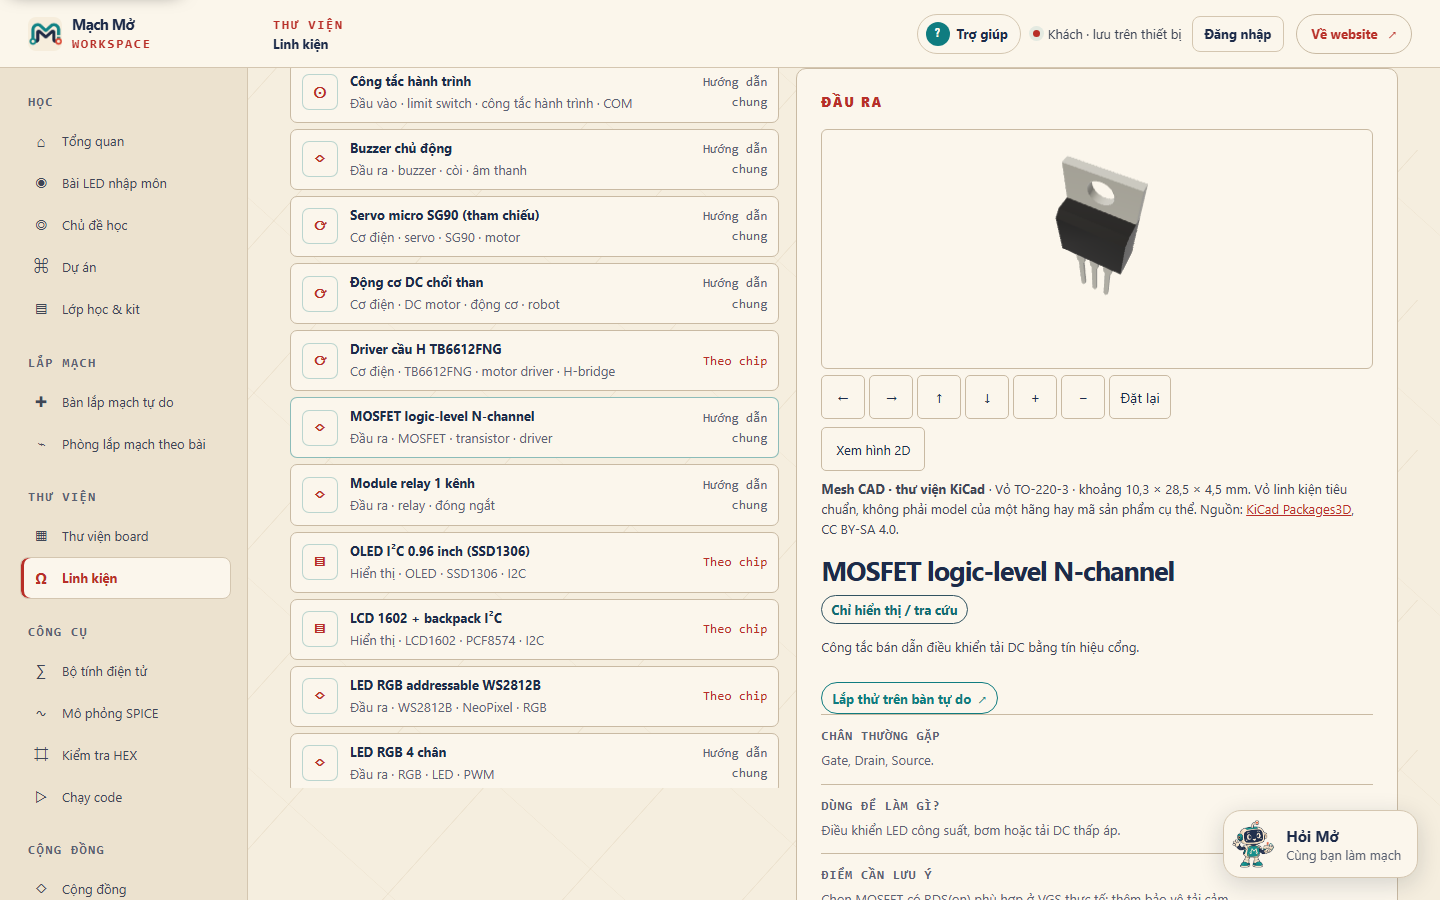 Mạch Mở
WORKSPACE
THƯ VIỆN
Linh kiện
? Trợ giúp
Khách · lưu trên thiết bị
Đăng nhập
Về website ↗
HỌC
Tổng quan
Bài LED nhập môn
Chủ đề học
Dự án
Lớp học & kit
LẮP MẠCH
Bàn lắp mạch tự do
Phòng lắp mạch theo bài
THƯ VIỆN
Thư viện board
Ω Linh kiện
CÔNG CỤ
∑ Bộ tính điện tử
∿ Mô phỏng SPICE
Kiểm tra HEX
▷ Chạy code
CỘNG ĐỒNG
◇ Cộng đồng
Công tắc hành trình
Đầu vào · limit switch · công tắc hành trình · COM
Hướng dẫn
chung
Buzzer chủ động
Đầu ra · buzzer · còi · âm thanh
Hướng dẫn
chung
Servo micro SG90 (tham chiếu)
Cơ điện · servo · SG90 · motor
Hướng dẫn
chung
Động cơ DC chổi than
Cơ điện · DC motor · động cơ · robot
Hướng dẫn
chung
Driver cầu H TB6612FNG
Cơ điện · TB6612FNG · motor driver · H-bridge
Theo chip
MOSFET logic-level N-channel
Đầu ra · MOSFET · transistor · driver
Hướng dẫn
chung
Module relay 1 kênh
Đầu ra · relay · đóng ngắt
Hướng dẫn
chung
OLED I²C 0.96 inch (SSD1306)
Hiển thị · OLED · SSD1306 · I2C
Theo chip
LCD 1602 + backpack I²C
Hiển thị · LCD1602 · PCF8574 · I2C
Theo chip
LED RGB addressable WS2812B
Đầu ra · WS2812B · NeoPixel · RGB
Theo chip
LED RGB 4 chân
Đầu ra · RGB · LED · PWM
Hướng dẫn
chung
ĐẦU RA
← → ↑ ↓ + − Đặt lại
Xem hình 2D
Mesh CAD · thư viện KiCad · Vỏ TO-220-3 · khoảng 10,3 × 28,5 × 4,5 mm. Vỏ linh kiện tiêu
chuẩn, không phải model của một hãng hay mã sản phẩm cụ thể. Nguồn: KiCad Packages3D,
CC BY-SA 4.0.
MOSFET logic-level N-channel
Chỉ hiển thị / tra cứu
Công tắc bán dẫn điều khiển tải DC bằng tín hiệu cổng.
Lắp thử trên bàn tự do ↗
CHÂN THƯỜNG GẶP
Gate, Drain, Source.
DÙNG ĐỂ LÀM GÌ?
Điều khiển LED công suất, bơm hoặc tải DC thấp áp.
ĐIỂM CẦN LƯU Ý
Chọn MOSFET có RDS(on) phù hợp ở VGS thực tế; thêm bảo vệ tải cảm.
Hỏi Mở
Cùng bạn làm mạch